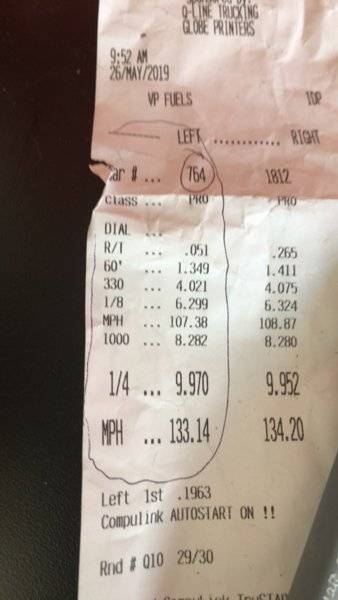 Q-LINE TRUCKING
GLOBE PRINTERS
9:52 AM
26/MAY/2019
VP FUELS TOP
LEFT ............ RIGHT
ar # ... 764 1812
Class ... PRO PRO
DIAL ...
R/T ... .051 .265
60' ... 1.349 1.411
330 ... 4.021 4.075
1/8 ... 6.299 6.324
MPH ... 107.38 108.87
1000 ... 8.282 8.280
1/4 ... 9.970 9.952
MPH ... 133.14 134.20
Left 1st .1963
Compulink AUTOSTART ON !!
Rnd # Q10 29/30